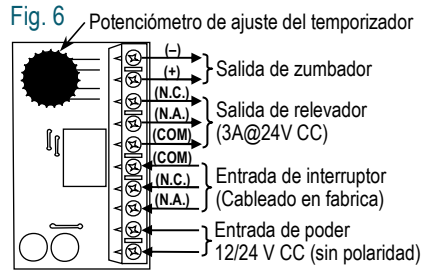 Fig. 6
Potenciómetro de ajuste del temporizador
(–)
(+)
Salida de zumbador
(N.C.)
(N.A.)
(COM)
Salida de relevador
(3A@24V CC)
(COM)
(N.C.)
(N.A.)
Entrada de interruptor
(Cableado en fabrica)
Entrada de poder
12/24 V CC (sin polaridad)